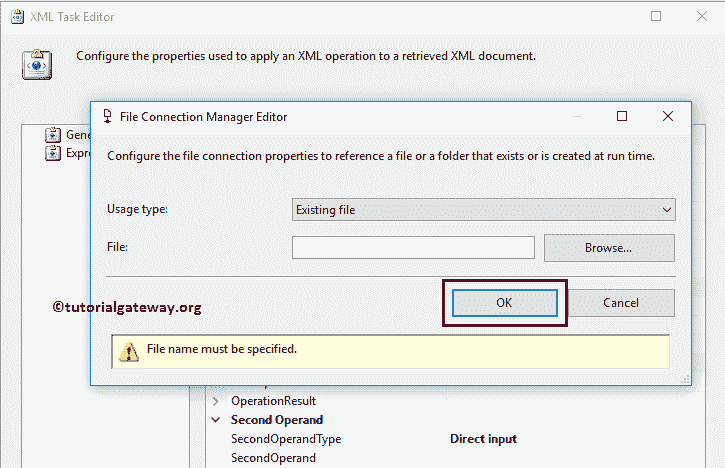 XML Task Editor
Configure the properties used to apply an XML operation to a retrieved XML document.
Gene
Expre
File Connection Manager Editor
Configure the file connection properties to reference a file or a folder that exists or is created at run time.
Usage type:
Existing file
File:
Browse...
©tutorialgateway.org
OK
Cancel
File name must be specified.
OperationResult
Second Operand
SecondOperandType
Direct input
SecondOperand